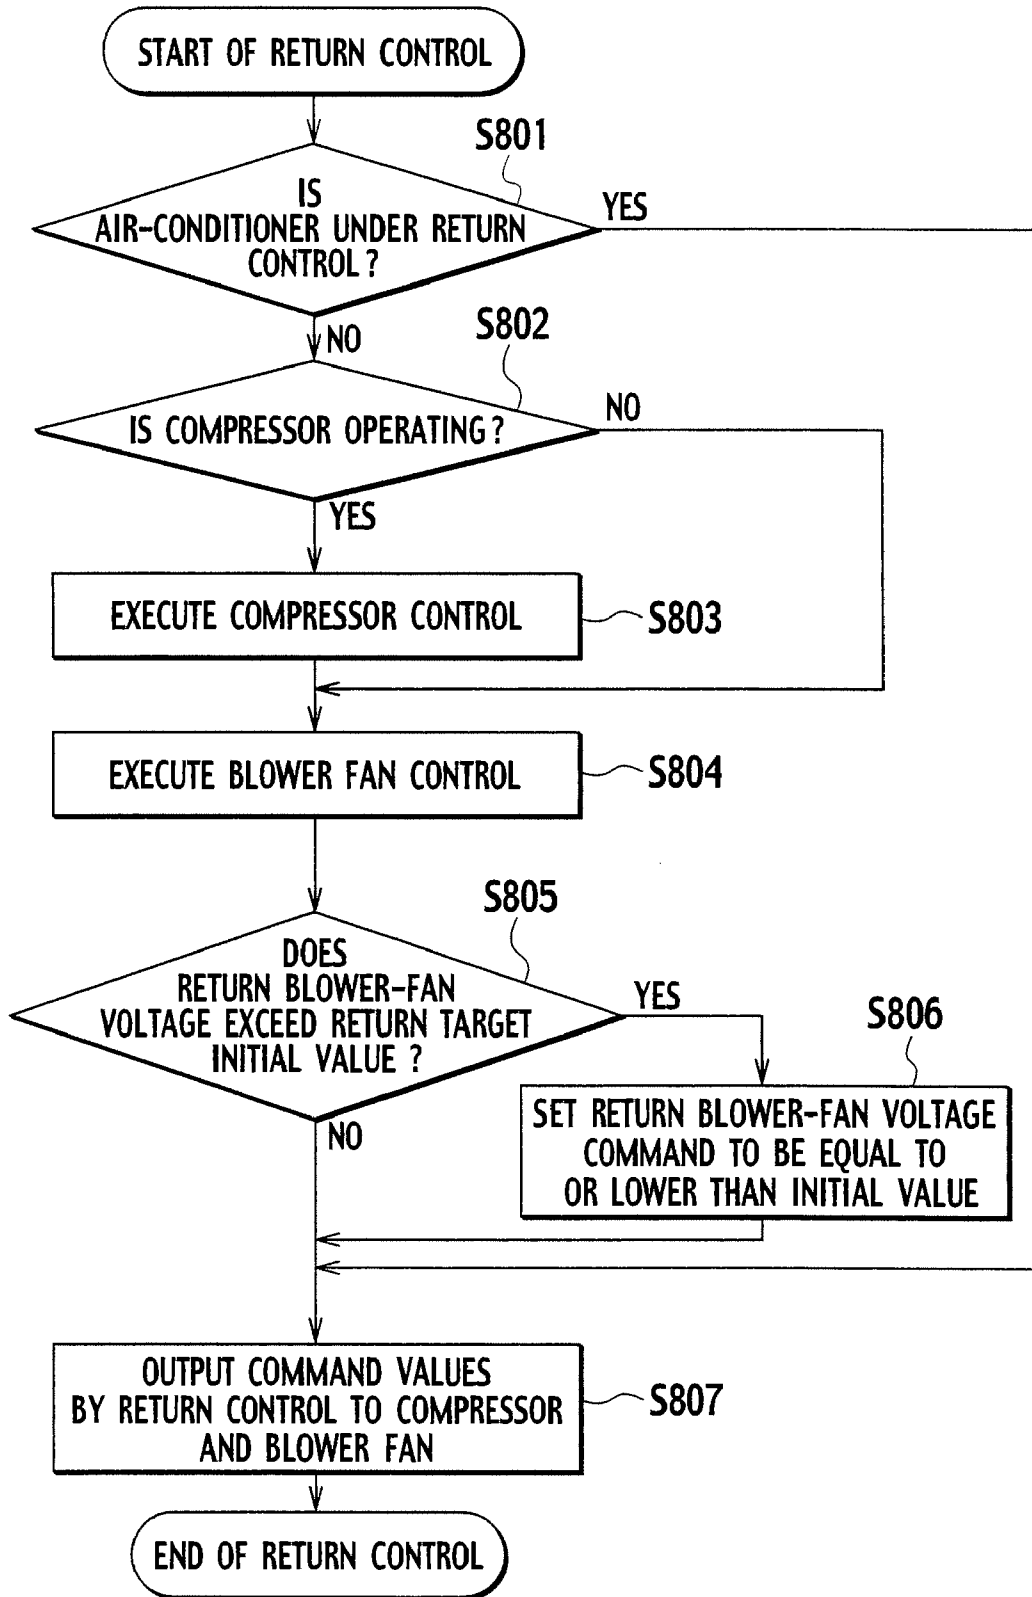 START OF RETURN CONTROL
S801
IS
AIR-CONDITIONER UNDER RETURN
CONTROL ?
YES
NO
S802
IS COMPRESSOR OPERATING ?
NO
YES
EXECUTE COMPRESSOR CONTROL
S803
EXECUTE BLOWER FAN CONTROL
S804
S805
DOES
RETURN BLOWER-FAN
VOLTAGE EXCEED RETURN TARGET
INITIAL VALUE ?
YES
NO
S806
SET RETURN BLOWER-FAN VOLTAGE
COMMAND TO BE EQUAL TO
OR LOWER THAN INITIAL VALUE
OUTPUT COMMAND VALUES
BY RETURN CONTROL TO COMPRESSOR
AND BLOWER FAN
S807
END OF RETURN CONTROL